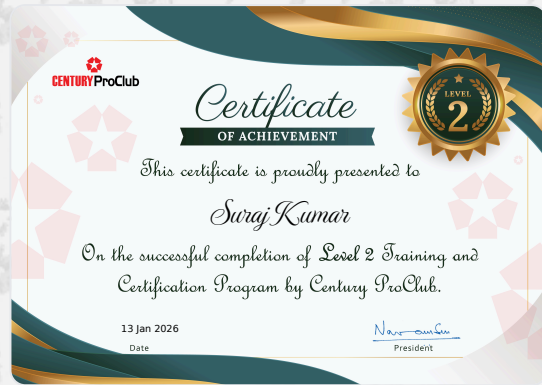 CENTURY ProClub
LEVEL
2
Certificate
OF ACHIEVEMENT
This certificate is proudly presented to
Suraj Kumar
On the successful completion of Level 2 Training and
Certification Program by Century ProClub.
13 Jan 2026
Date
President